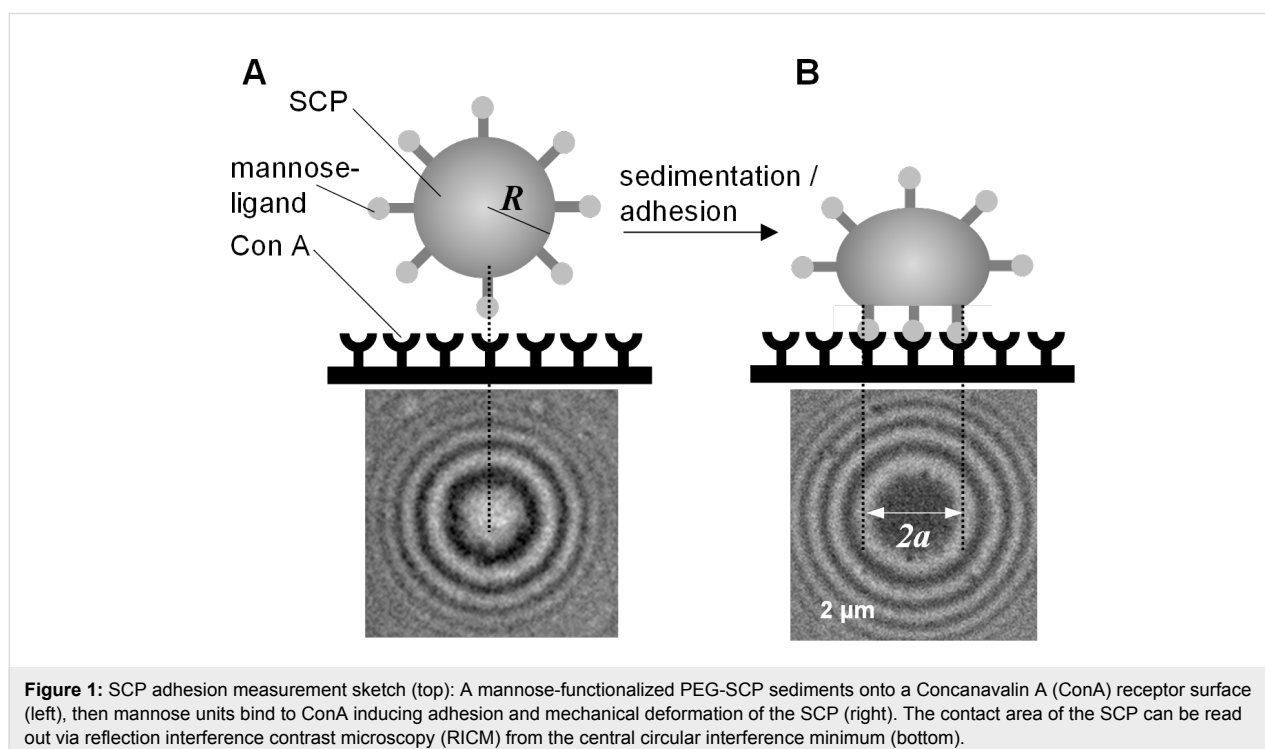 A
B
SCP
mannose-
ligand
Con A
R
sedimentation /
adhesion
2a
2 µm
Figure 1: SCP adhesion measurement sketch (top): A mannose-functionalized PEG-SCP sediments onto a Concanavalin A (ConA) receptor surface
(left), then mannose units bind to ConA inducing adhesion and mechanical deformation of the SCP (right). The contact area of the SCP can be read
out via reflection interference contrast microscopy (RICM) from the central circular interference minimum (bottom).